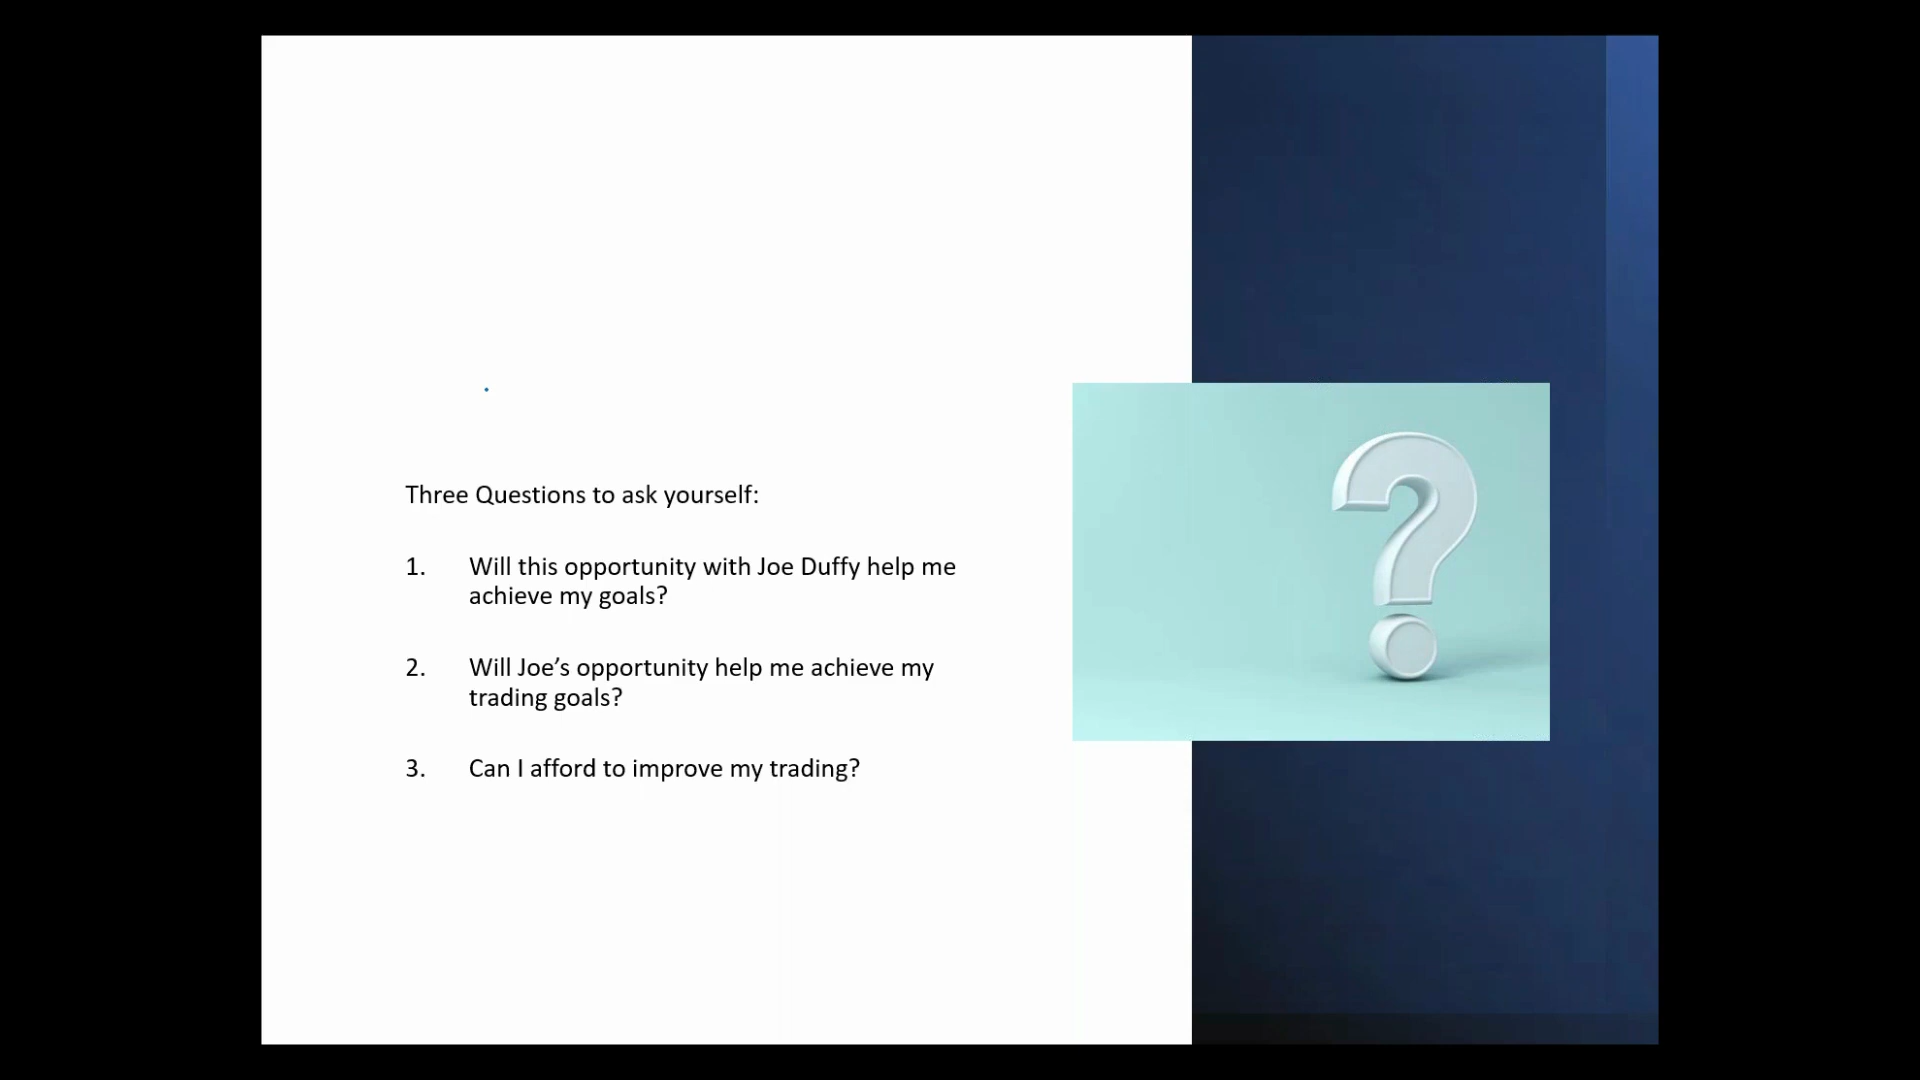 Three Questions to ask yourself:
1. Will this opportunity with Joe Duffy help me
achieve my goals?
2. Will Joe’s opportunity help me achieve my
trading goals?
3. Can I afford to improve my trading?